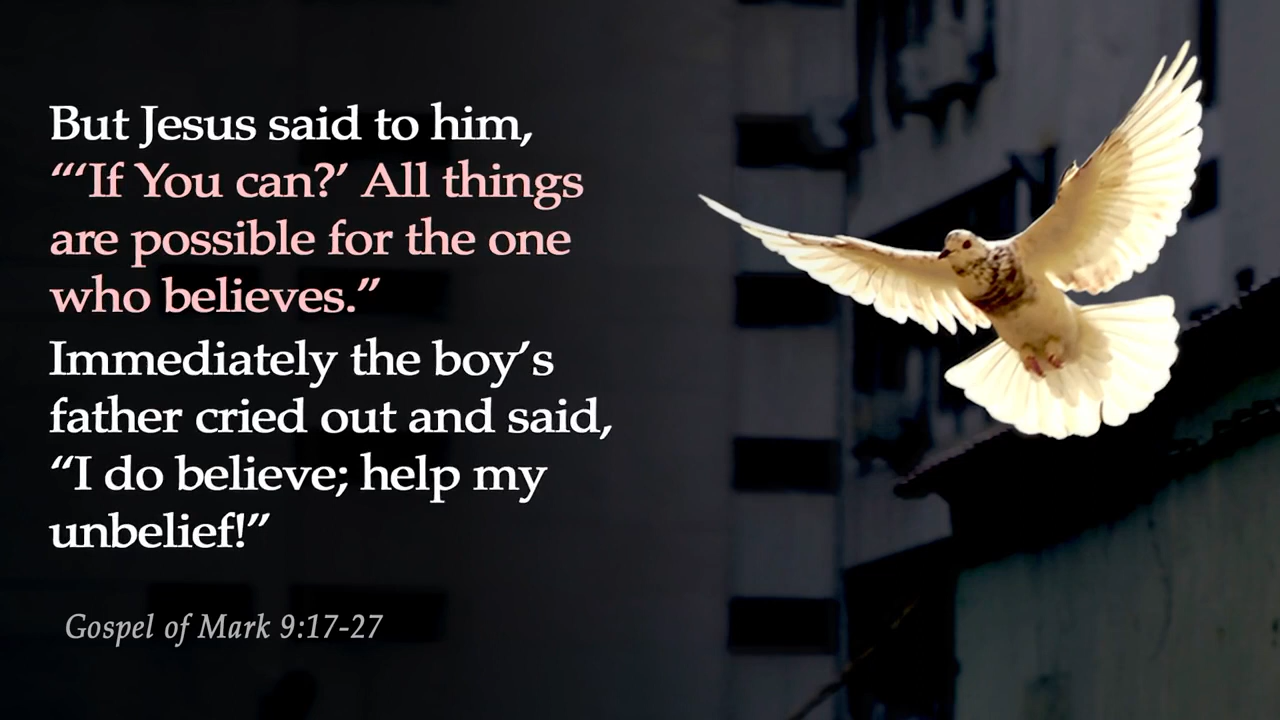 But Jesus said to him,
“‘If You can?’ All things
are possible for the one
who believes.”
Immediately the boy’s
father cried out and said,
“I do believe; help my
unbelief!”
Gospel of Mark 9:17-27